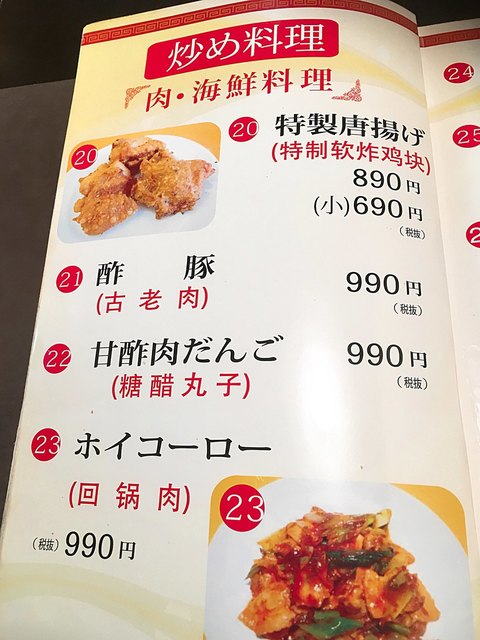 炒め料理
肉・海鮮料理
20
20 特製唐揚げ
(特制软炸鸡块)
890円
(小)690円
(税抜)
21 酢豚 990円
(古老肉) (税抜)
22 甘酢肉だんご 990円
(糖醋丸子) (税抜)
23 ホイコーロー
(回锅肉)
(税抜)990円
23
24
25